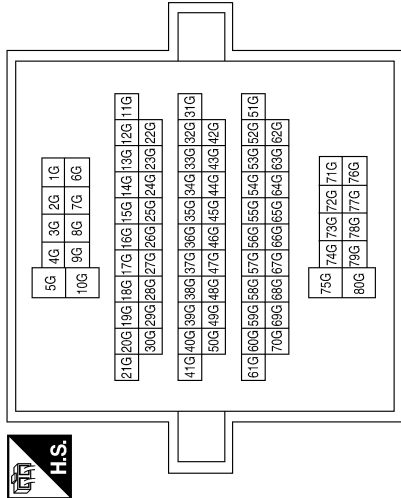 H.S.
5G 4G 3G 2G 1G
10G 9G 8G 7G 6G
21G 20G 19G 18G 17G 16G 15G 14G 13G 12G 11G
30G 29G 28G 27G 26G 25G 24G 23G 22G
41G 40G 39G 38G 37G 36G 35G 34G 33G 32G 31G
50G 49G 48G 47G 46G 45G 44G 43G 42G
61G 60G 59G 58G 57G 56G 55G 54G 53G 52G 51G
70G 69G 68G 67G 66G 65G 64G 63G 62G
75G 74G 73G 72G 71G
80G 79G 78G 77G 76G